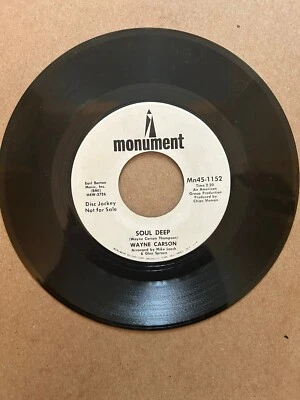 monument
Earl Barton
Music, Inc.
(BMI)
Mn45-1152
Time 2:20
An American
Group Production
Produced by
Chips Moman
Disc Jockey
Not for Sale
SOUL DEEP
(Wayne Carson Thompson)
WAYNE CARSON
Arranged by Mike Leech
& Glen Spreen